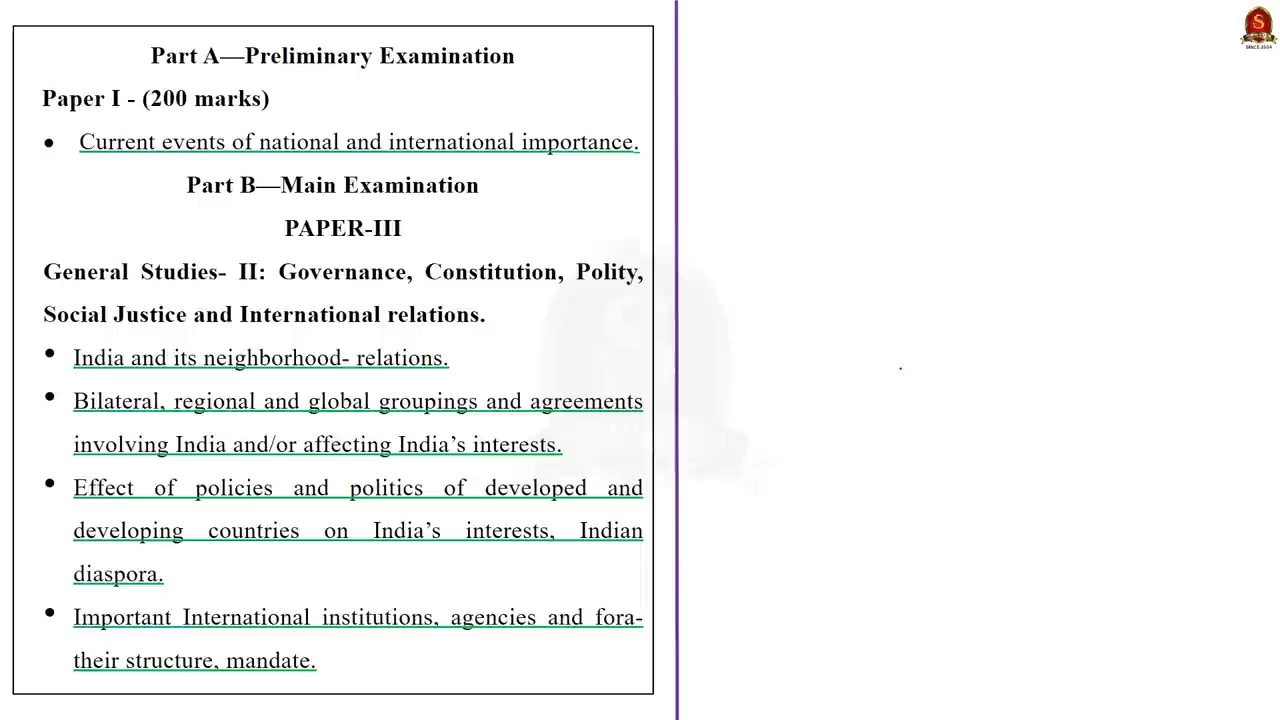 Part A—Preliminary Examination
Paper I - (200 marks)
• Current events of national and international importance.
Part B—Main Examination
PAPER-III
General Studies- II: Governance, Constitution, Polity,
Social Justice and International relations.
• India and its neighborhood- relations.
• Bilateral, regional and global groupings and agreements
involving India and/or affecting India’s interests.
• Effect of policies and politics of developed and
developing countries on India’s interests, Indian
diaspora.
• Important International institutions, agencies and fora-
their structure, mandate.
S
SINCE 2004